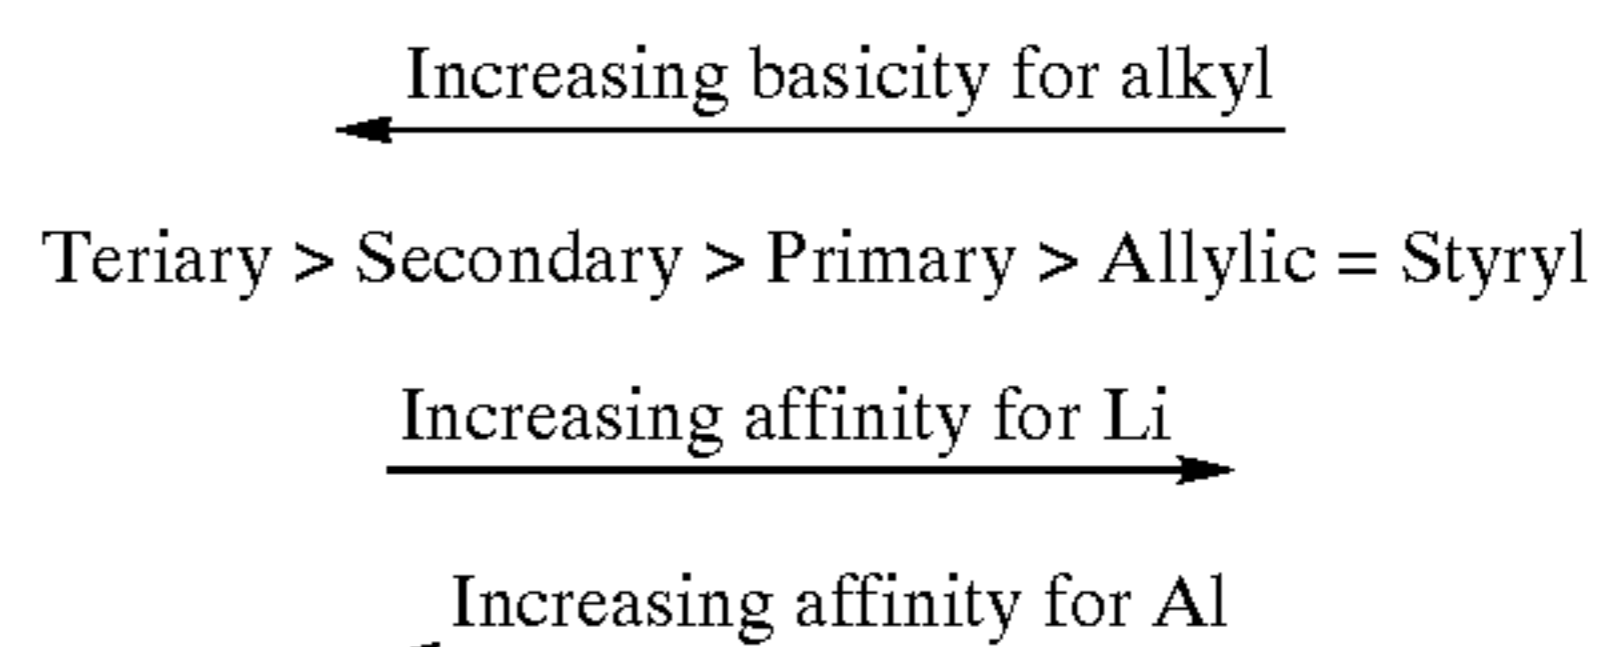 Increasing basicity for alkyl
Teriary > Secondary > Primary > Allylic = Styryl
Increasing affinity for Li
Increasing affinity for Al